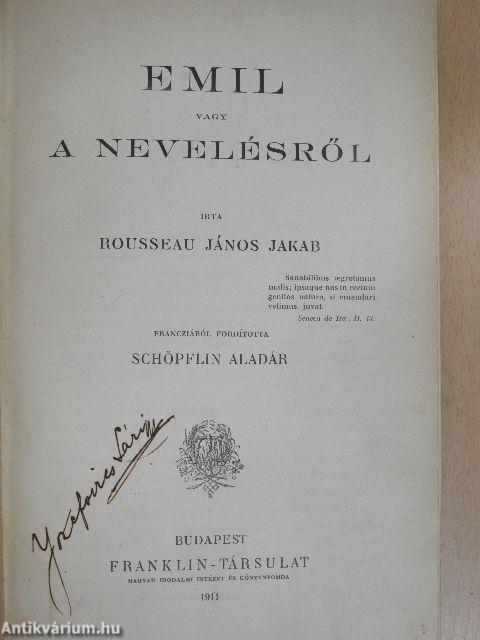 EMIL
VAGY
A NEVELÉSRŐL
IRTA
ROUSSEAU JÁNOS JAKAB
Sanabilibus ægrotamus
malis; ipsaque nos in rectum
genitos natura, si emendari
velimus, juvat.
Seneca de Ira., II, 13.
FRANCZIÁBÓL FORDÍTOTTA
SCHÖPFLIN ALADÁR
Sári
BUDAPEST
FRANKLIN-TÁRSULAT
MAGYAR IRODALMI INTÉZET ÉS KÖNYVNYOMDA
1911
Antikvárium.hu